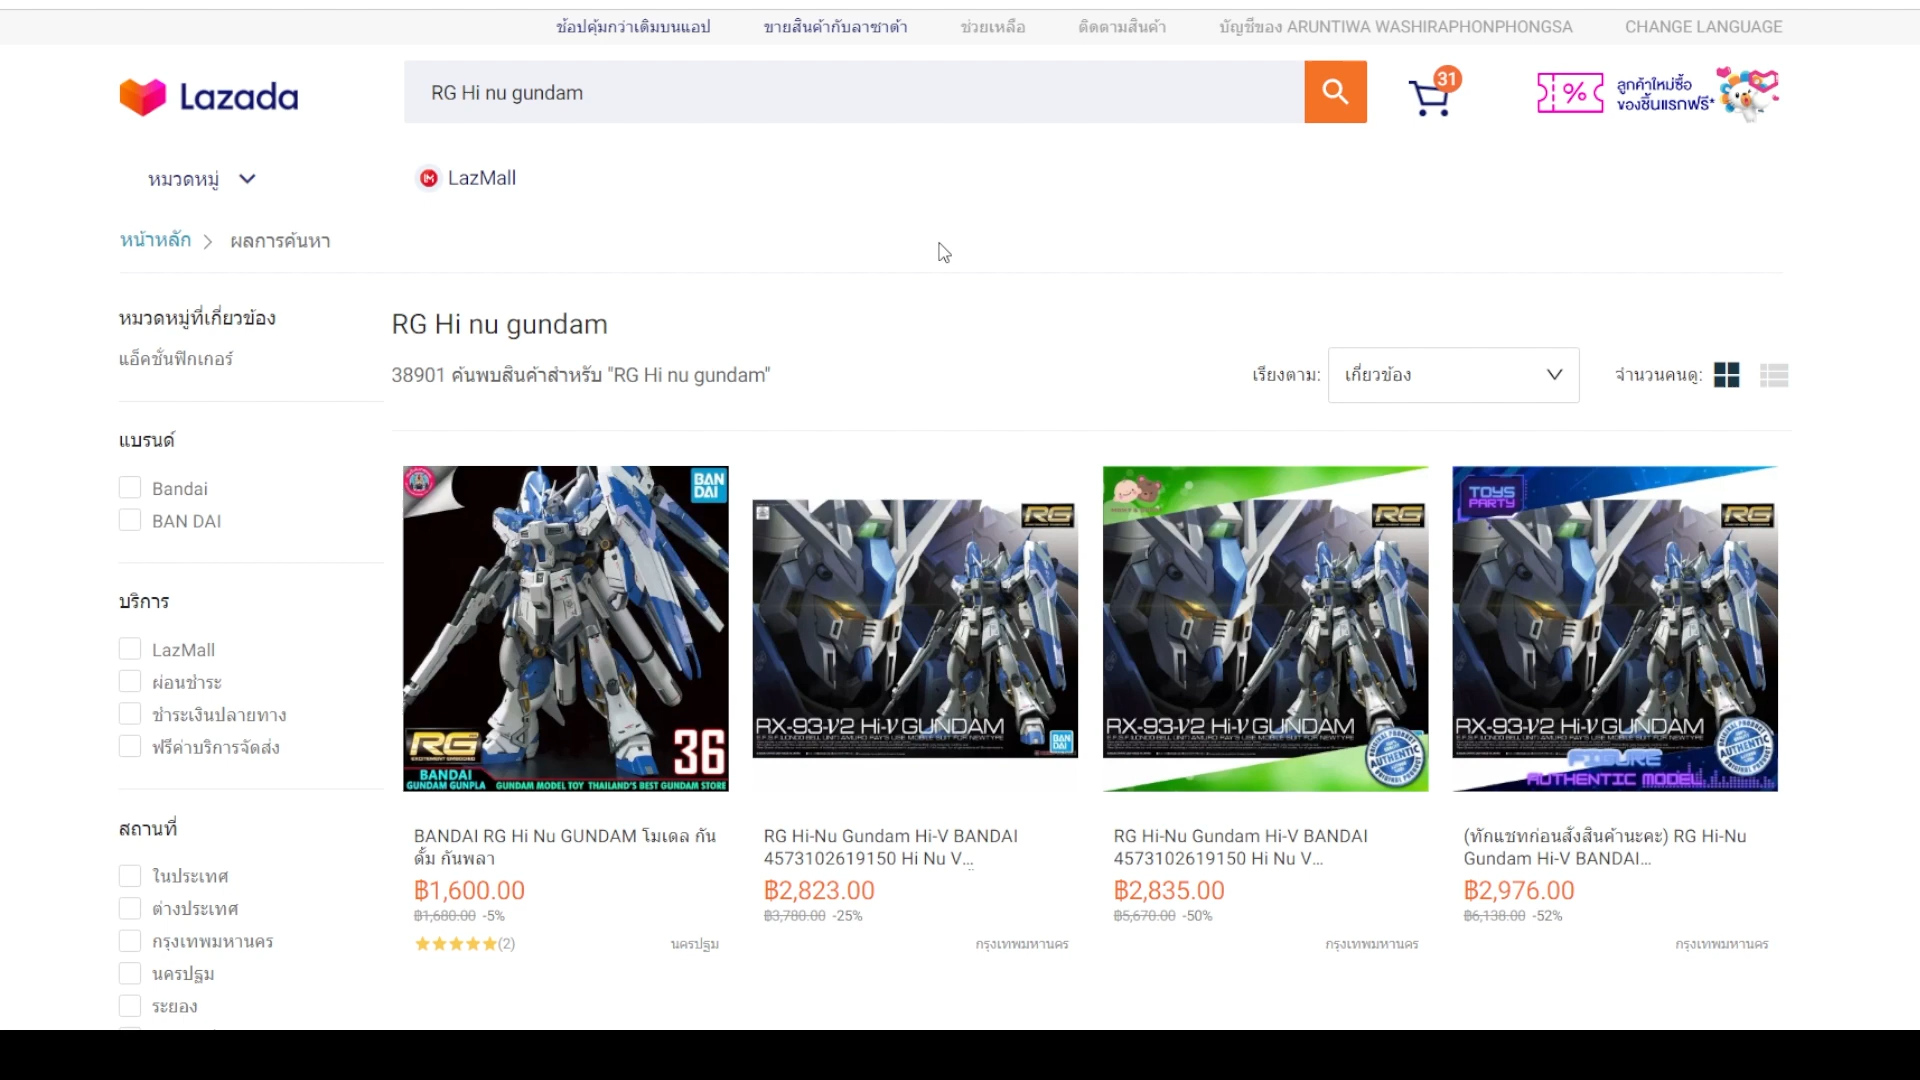 ช้อปคุ้มกว่าเดิมบนแอป ขายสินค้ากับลาซาด้า ช่วยเหลือ ติดตามสินค้า บัญชีของ ARUNTIWA WASHIRAPHONPHONGSA CHANGE LANGUAGE
Lazada
RG Hi nu gundam
31
%
ลูกค้าใหม่ซื้อ
ของชิ้นแรกฟรี*
หมวดหมู่
LazMall
หน้าหลัก
ผลการค้นหา
หมวดหมู่ที่เกี่ยวข้อง
แอ็คชั่นฟิกเกอร์
แบรนด์
Bandai
BAN DAI
บริการ
LazMall
ผ่อนชำระ
ชำระเงินปลายทาง
ฟรีค่าบริการจัดส่ง
สถานที่
ในประเทศ
ต่างประเทศ
กรุงเทพมหานคร
นครปฐม
ระยอง
RG Hi nu gundam
38901 ค้นพบสินค้าสำหรับ "RG Hi nu gundam"
เรียงตาม: เกี่ยวข้อง
จำนวนคนดู:
BAN
DAI
RG
36
BANDAI
GUNDAM GUNPLA
GUNDAM MODEL TOY THAILAND'S BEST GUNDAM STORE
BANDAI RG Hi Nu GUNDAM โมเดล กัน
ดั้ม กันพลา
฿1,600.00
฿1,680.00 -5%
(2)
นครปฐม
RG
RX-93-ν2 Hi-ν GUNDAM
BAN
DAI
RG Hi-Nu Gundam Hi-V BANDAI
4573102619150 Hi Nu V...
฿2,823.00
฿3,780.00 -25%
กรุงเทพมหานคร
RG
RX-93-ν2 Hi-ν GUNDAM
AUTHENTIC
RG Hi-Nu Gundam Hi-V BANDAI
4573102619150 Hi Nu V...
฿2,835.00
฿5,670.00 -50%
กรุงเทพมหานคร
TOYS
PARTY
RG
RX-93-ν2 Hi-ν GUNDAM
AUTHENTIC
FIGURE
AUTHENTIC MODEL
(ทักแชทก่อนสั่งสินค้านะคะ) RG Hi-Nu
Gundam Hi-V BANDAI...
฿2,976.00
฿6,138.00 -52%
กรุงเทพมหานคร